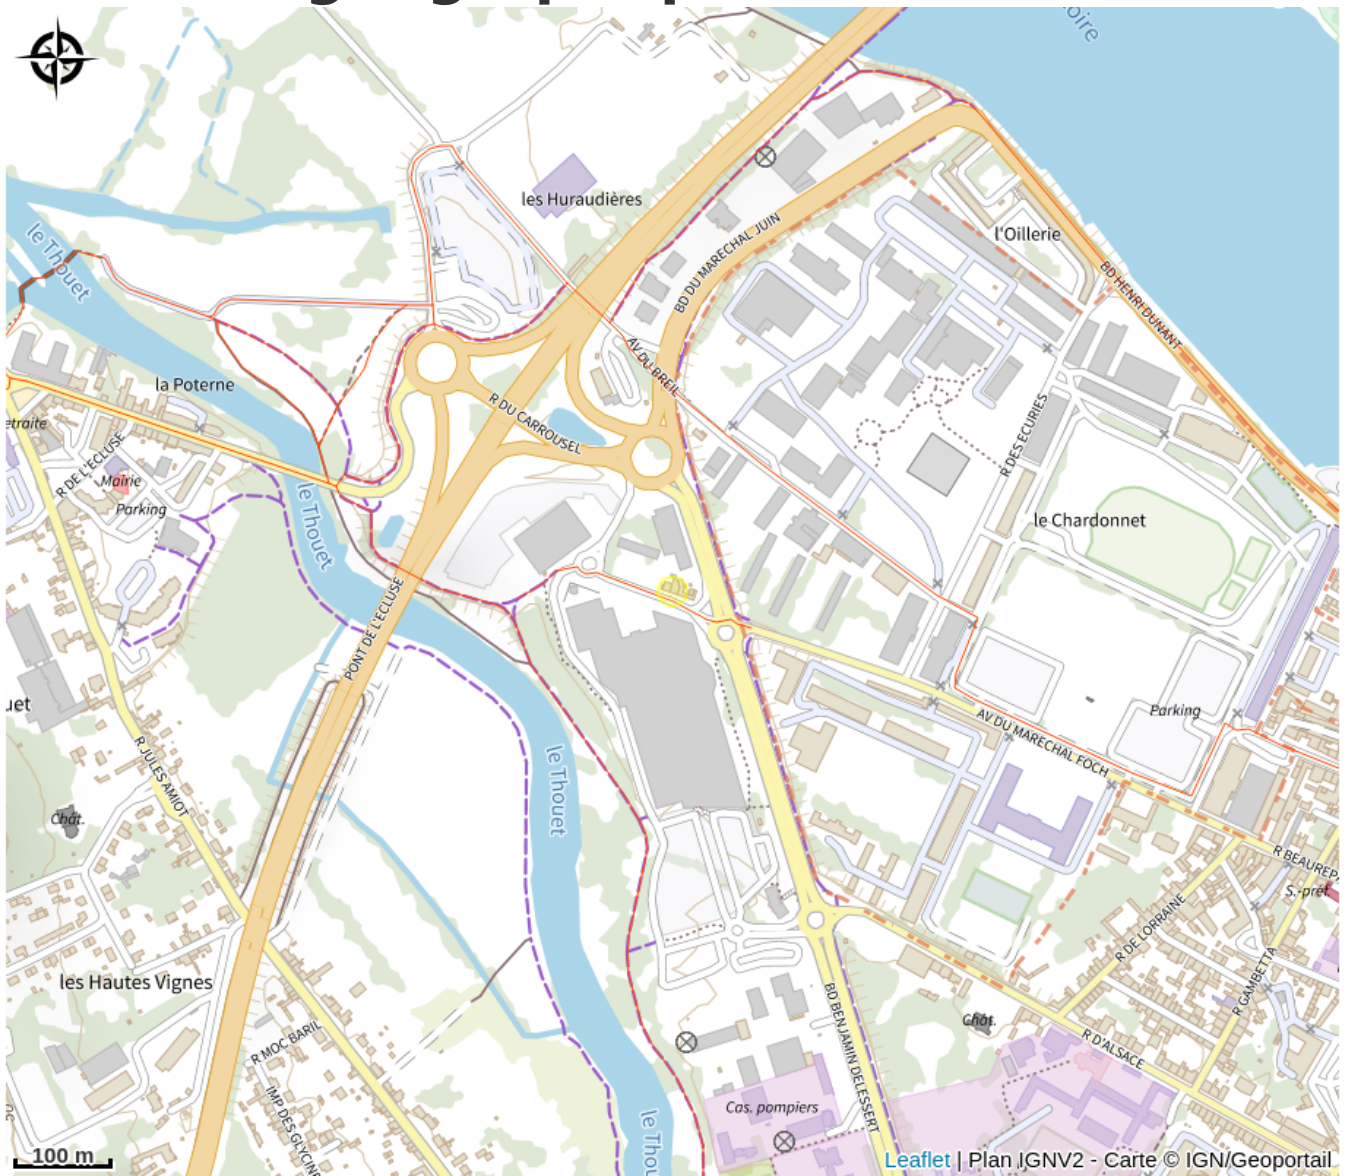 oire
les Huraudières
le Thouet
BD DU MARECHAL JUIN
l'Oillerie
BD HENRI DUNANT
AV DU BREIL
la Poterne
R DU CARROUSEL
R DES ECURIES
etraite
R DE L'ECLUSE
Mairie
Parking
le Thouet
le Chardonnet
PONT DE L'ECLUSE
uet
R JULES AMIOT
le Thouet
Parking
AV DU MARECHAL FOCH
Chât.
R BEAUREP
S.-préf.
R DE LORRAINE
R GAMBETTA
les Hautes Vignes
Chât.
R MOC BARIL
BD BENJAMIN DELESSERT
R D'ALSACE
IMP DES GLYCIN
Cas. pompiers
le Thou
100 m
Leaflet | Plan IGNV2 - Carte © IGN/Geoportail